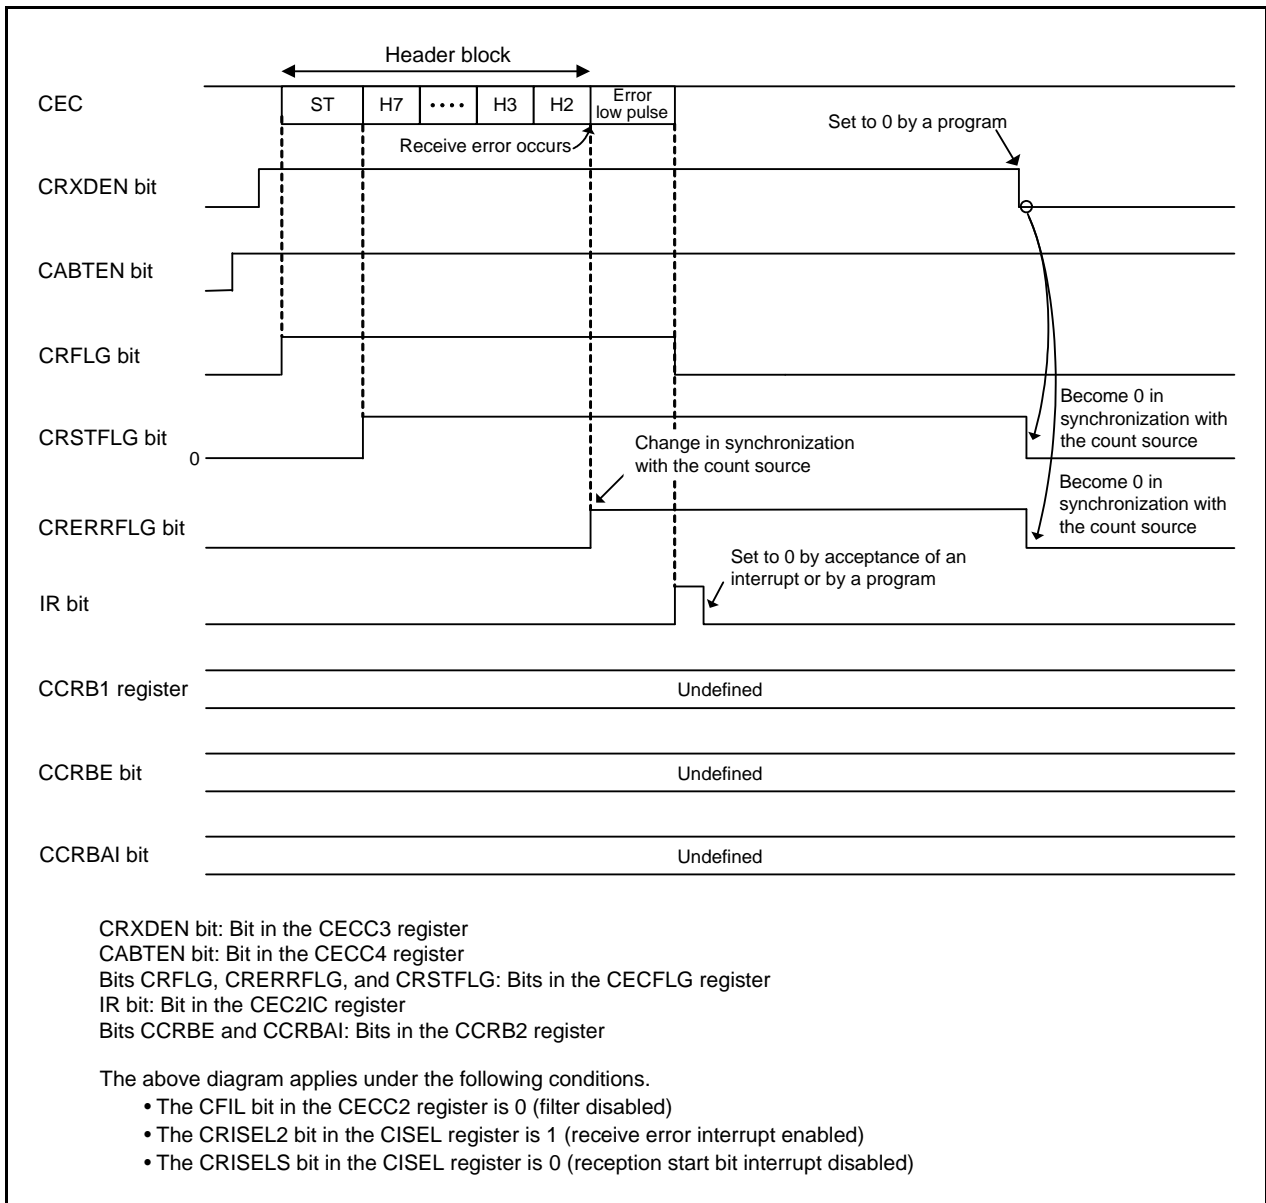 Header block
CEC
ST
H7
••••
H3
H2
Error
low pulse
Receive error occurs
Set to 0 by a program
CRXDEN bit
CABTEN bit
CRFLG bit
CRSTFLG bit
0
Become 0 in
synchronization with
the count source
Change in synchronization
with the count source
CRERRFLG bit
Become 0 in
synchronization with
the count source
Set to 0 by acceptance of an
interrupt or by a program
IR bit
CCRB1 register
Undefined
CCRBE bit
Undefined
CCRBAI bit
Undefined
CRXDEN bit: Bit in the CECC3 register
CABTEN bit: Bit in the CECC4 register
Bits CRFLG, CRERRFLG, and CRSTFLG: Bits in the CECFLG register
IR bit: Bit in the CEC2IC register
Bits CCRBE and CCRBAI: Bits in the CCRB2 register
The above diagram applies under the following conditions.
• The CFIL bit in the CECC2 register is 0 (filter disabled)
• The CRISEL2 bit in the CISEL register is 1 (receive error interrupt enabled)
• The CRISELS bit in the CISEL register is 0 (reception start bit interrupt disabled)